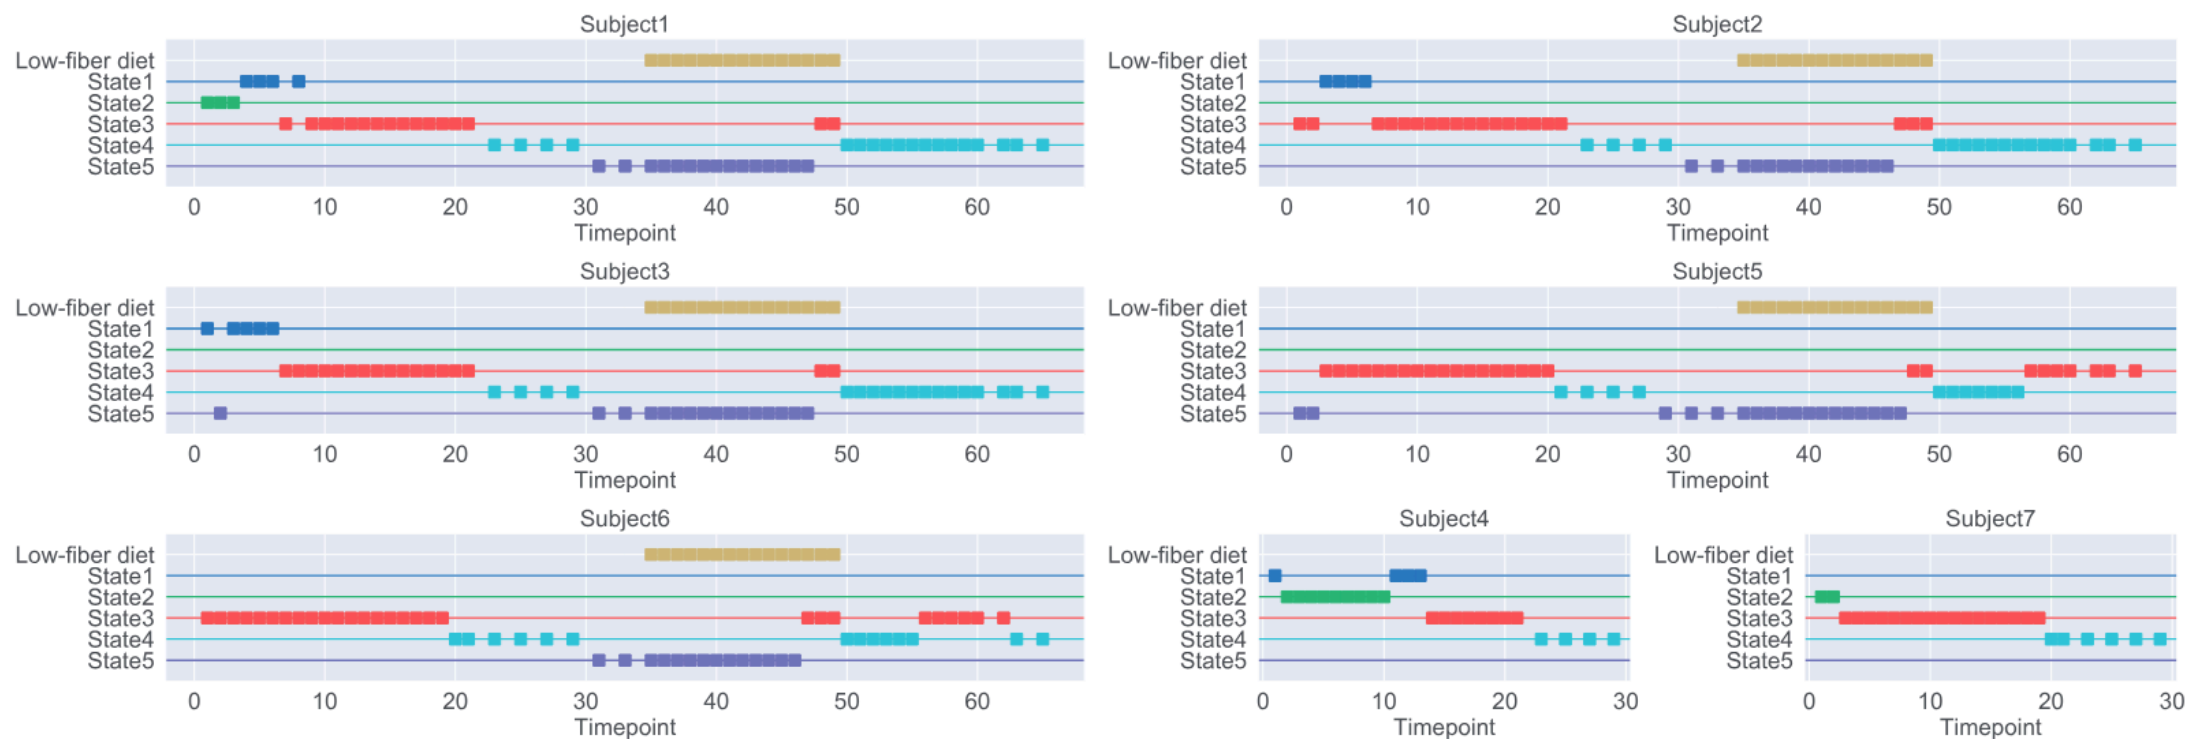 Subject1
Low-fiber diet
State1
State2
State3
State4
State5
0 10 20 30 40 50 60
Timepoint
Subject2
Low-fiber diet
State1
State2
State3
State4
State5
0 10 20 30 40 50 60
Timepoint
Subject3
Low-fiber diet
State1
State2
State3
State4
State5
0 10 20 30 40 50 60
Timepoint
Subject5
Low-fiber diet
State1
State2
State3
State4
State5
0 10 20 30 40 50 60
Timepoint
Subject6
Low-fiber diet
State1
State2
State3
State4
State5
0 10 20 30 40 50 60
Timepoint
Subject4
Low-fiber diet
State1
State2
State3
State4
State5
0 10 20 30
Timepoint
Subject7
Low-fiber diet
State1
State2
State3
State4
State5
0 10 20 30
Timepoint